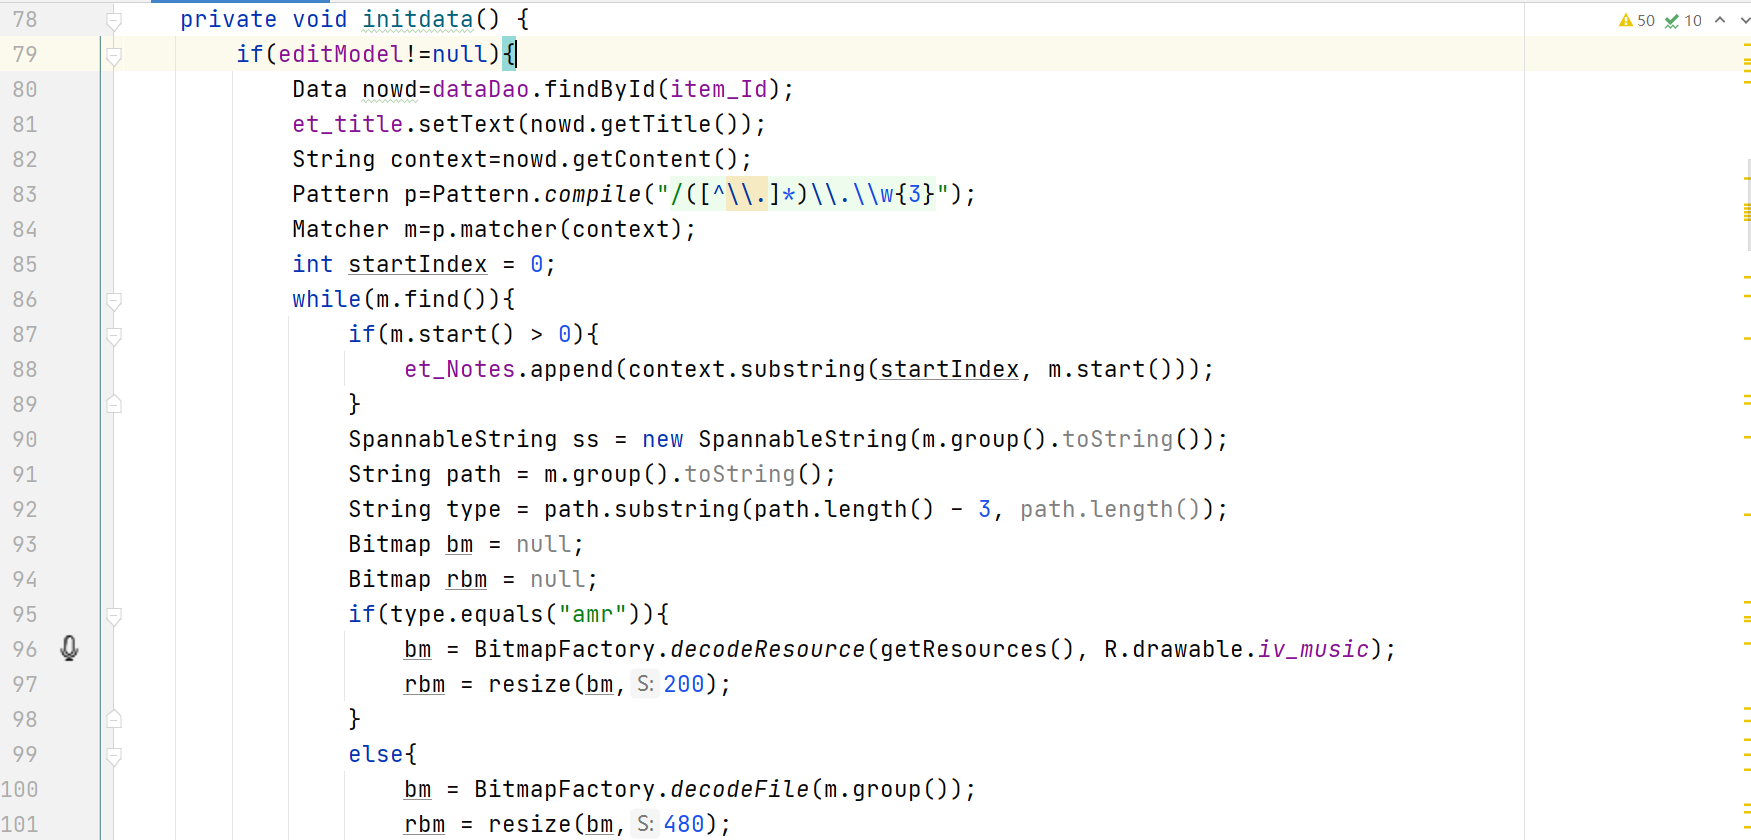 78 private void initdata() { 50 10
79 if(editModel!=null){
80 Data nowd=dataDao.findById(item_Id);
81 et_title.setText(nowd.getTitle());
82 String context=nowd.getContent();
83 Pattern p=Pattern.compile("/([^\\.]*)\\.\\w{3}");
84 Matcher m=p.matcher(context);
85 int startIndex = 0;
86 while(m.find()){
87 if(m.start() > 0){
88 et_Notes.append(context.substring(startIndex, m.start()));
89 }
90 SpannableString ss = new SpannableString(m.group().toString());
91 String path = m.group().toString();
92 String type = path.substring(path.length() - 3, path.length());
93 Bitmap bm = null;
94 Bitmap rbm = null;
95 if(type.equals("amr")){
96 bm = BitmapFactory.decodeResource(getResources(), R.drawable.iv_music);
97 rbm = resize(bm, S: 200);
98 }
99 else{
100 bm = BitmapFactory.decodeFile(m.group());
101 rbm = resize(bm, S: 480);